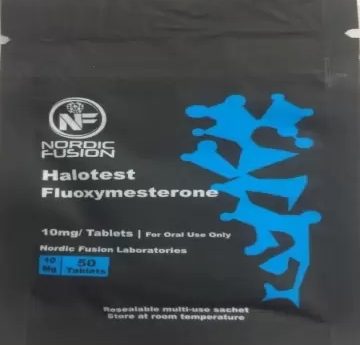 NF
NORDIC
FUSION
Halotest
Fluoxymesterone
10mg/ Tablets | For Oral Use Only
Nordic Fusion Laboratories
10
Mg
50
Tablets
Resealable multi-use sachet
Store at room temperature